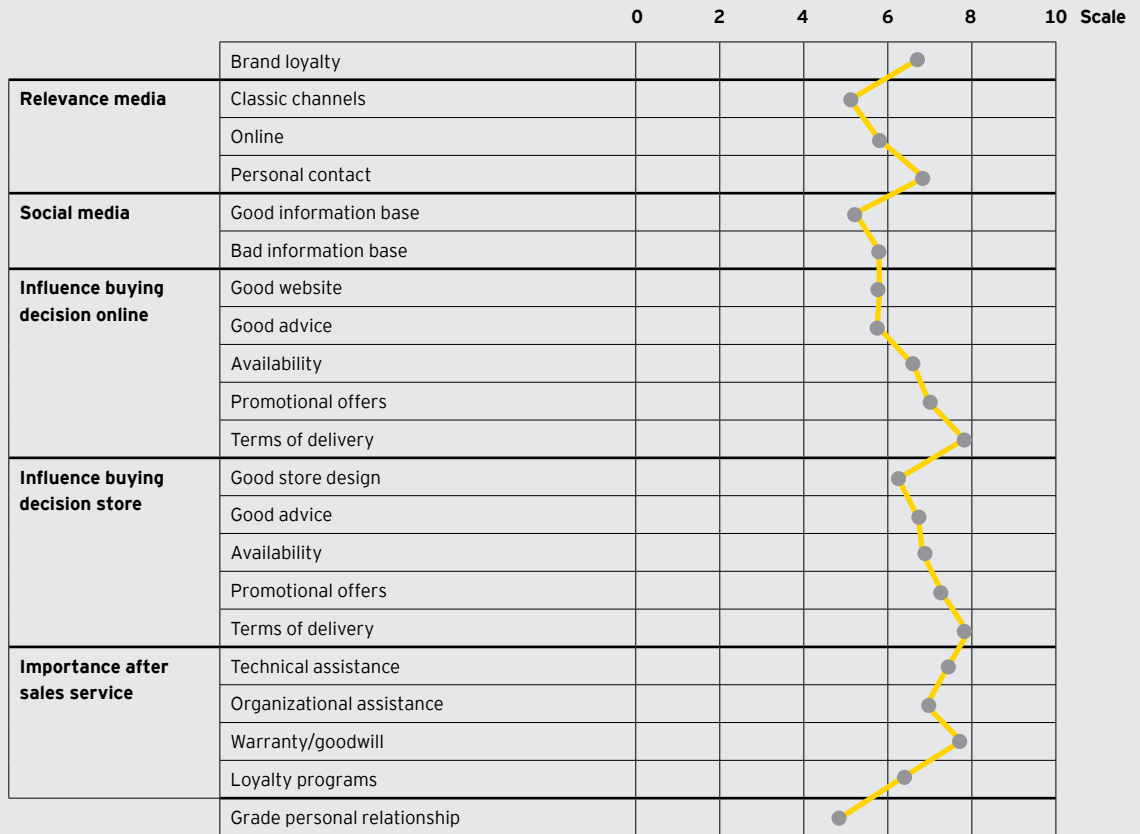 0 2 4 6 8 10 Scale
Brand loyalty
Relevance media
Classic channels
Online
Personal contact
Social media
Good information base
Bad information base
Influence buying
decision online
Good website
Good advice
Availability
Promotional offers
Terms of delivery
Influence buying
decision store
Good store design
Good advice
Availability
Promotional offers
Terms of delivery
Importance after
sales service
Technical assistance
Organizational assistance
Warranty/goodwill
Loyalty programs
Grade personal relationship